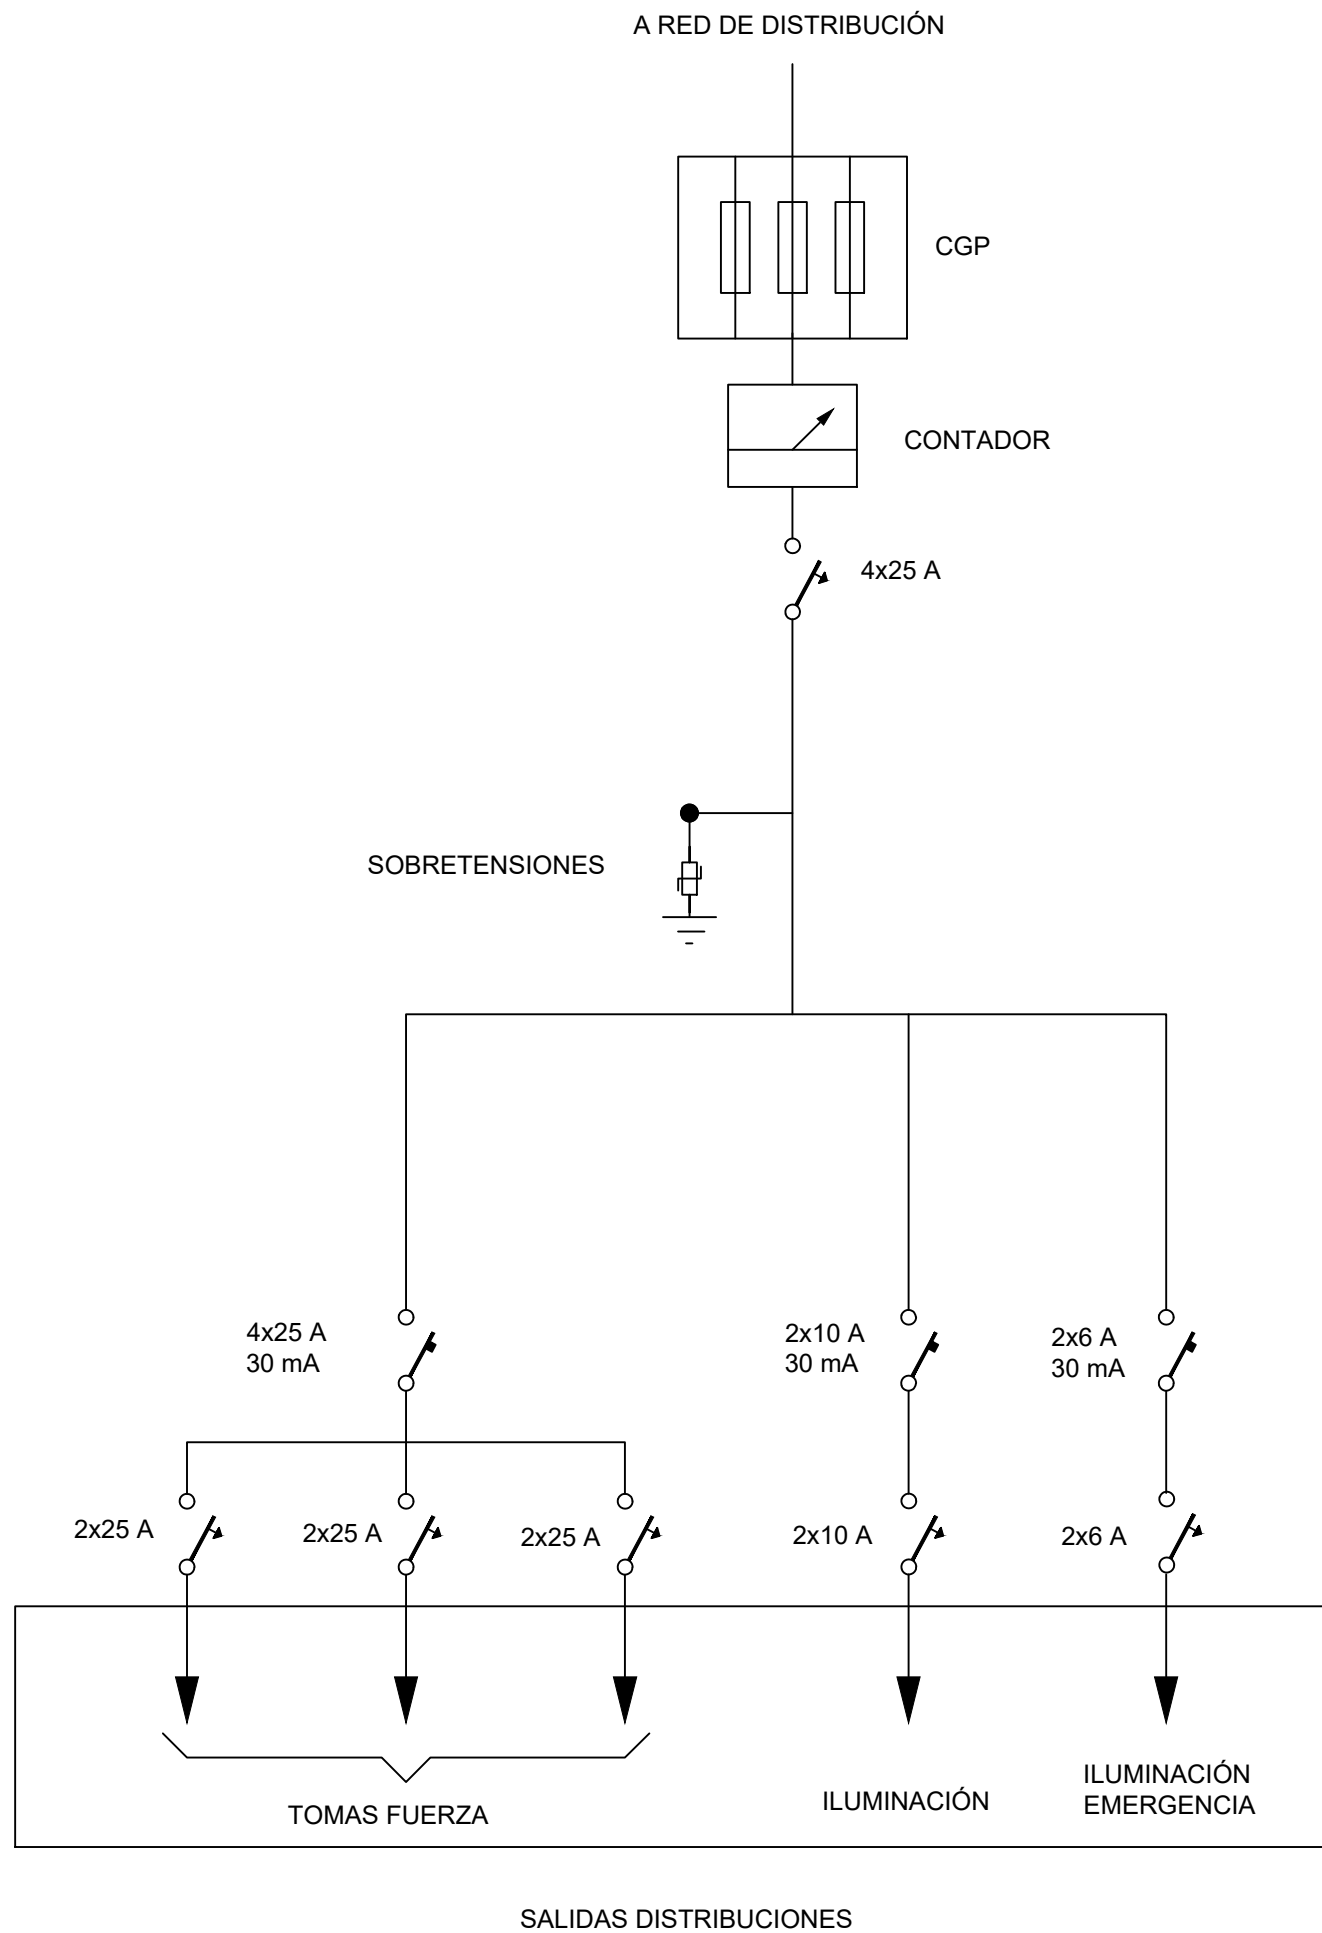 A RED DE DISTRIBUCIÓN
CGP
CONTADOR
4x25 A
SOBRETENSIONES
4x25 A
30 mA
2x10 A
30 mA
2x6 A
30 mA
2x25 A
2x25 A
2x25 A
2x10 A
2x6 A
TOMAS FUERZA
ILUMINACIÓN
ILUMINACIÓN
EMERGENCIA
SALIDAS DISTRIBUCIONES